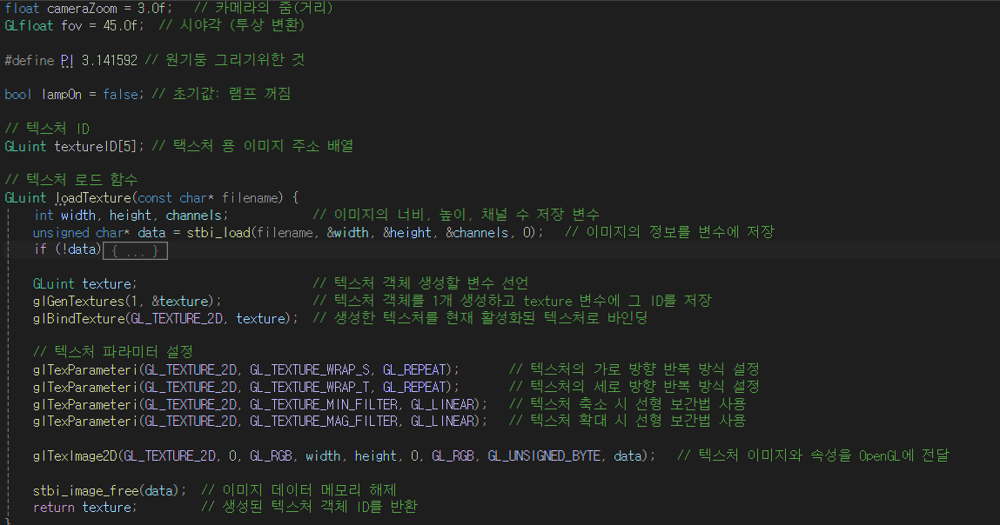 float cameraZoom = 3.0f;   // 카메라의 줌(거리)
GLfloat fov = 45.0f;  // 시야각 (투상 변환)
#define PI 3.141592 // 원기둥 그리기위한 것
bool lampOn = false; // 초기값: 램프 꺼짐
// 텍스처 ID
GLuint textureID[5]; // 택스처 용 이미지 주소 배열
// 텍스처 로드 함수
GLuint loadTexture(const char* filename) {
    int width, height, channels;            // 이미지의 너비, 높이, 채널 수 저장 변수
    unsigned char* data = stbi_load(filename, &width, &height, &channels, 0);   // 이미지의 정보를 변수에 저장
    if (!data) { ... }
    GLuint texture;                         // 텍스처 객체 생성할 변수 선언
    glGenTextures(1, &texture);             // 텍스처 객체를 1개 생성하고 texture 변수에 그 ID를 저장
    glBindTexture(GL_TEXTURE_2D, texture);  // 생성한 텍스처를 현재 활성화된 텍스처로 바인딩
    // 텍스처 파라미터 설정
    glTexParameteri(GL_TEXTURE_2D, GL_TEXTURE_WRAP_S, GL_REPEAT);       // 텍스처의 가로 방향 반복 방식 설정
    glTexParameteri(GL_TEXTURE_2D, GL_TEXTURE_WRAP_T, GL_REPEAT);       // 텍스처의 세로 방향 반복 방식 설정
    glTexParameteri(GL_TEXTURE_2D, GL_TEXTURE_MIN_FILTER, GL_LINEAR);   // 텍스처 축소 시 선형 보간법 사용
    glTexParameteri(GL_TEXTURE_2D, GL_TEXTURE_MAG_FILTER, GL_LINEAR);   // 텍스처 확대 시 선형 보간법 사용
    glTexImage2D(GL_TEXTURE_2D, 0, GL_RGB, width, height, 0, GL_RGB, GL_UNSIGNED_BYTE, data);   // 텍스처 이미지와 속성을 OpenGL에 전달
    stbi_image_free(data);  // 이미지 데이터 메모리 해제
    return texture;         // 생성된 텍스처 객체 ID를 반환
}